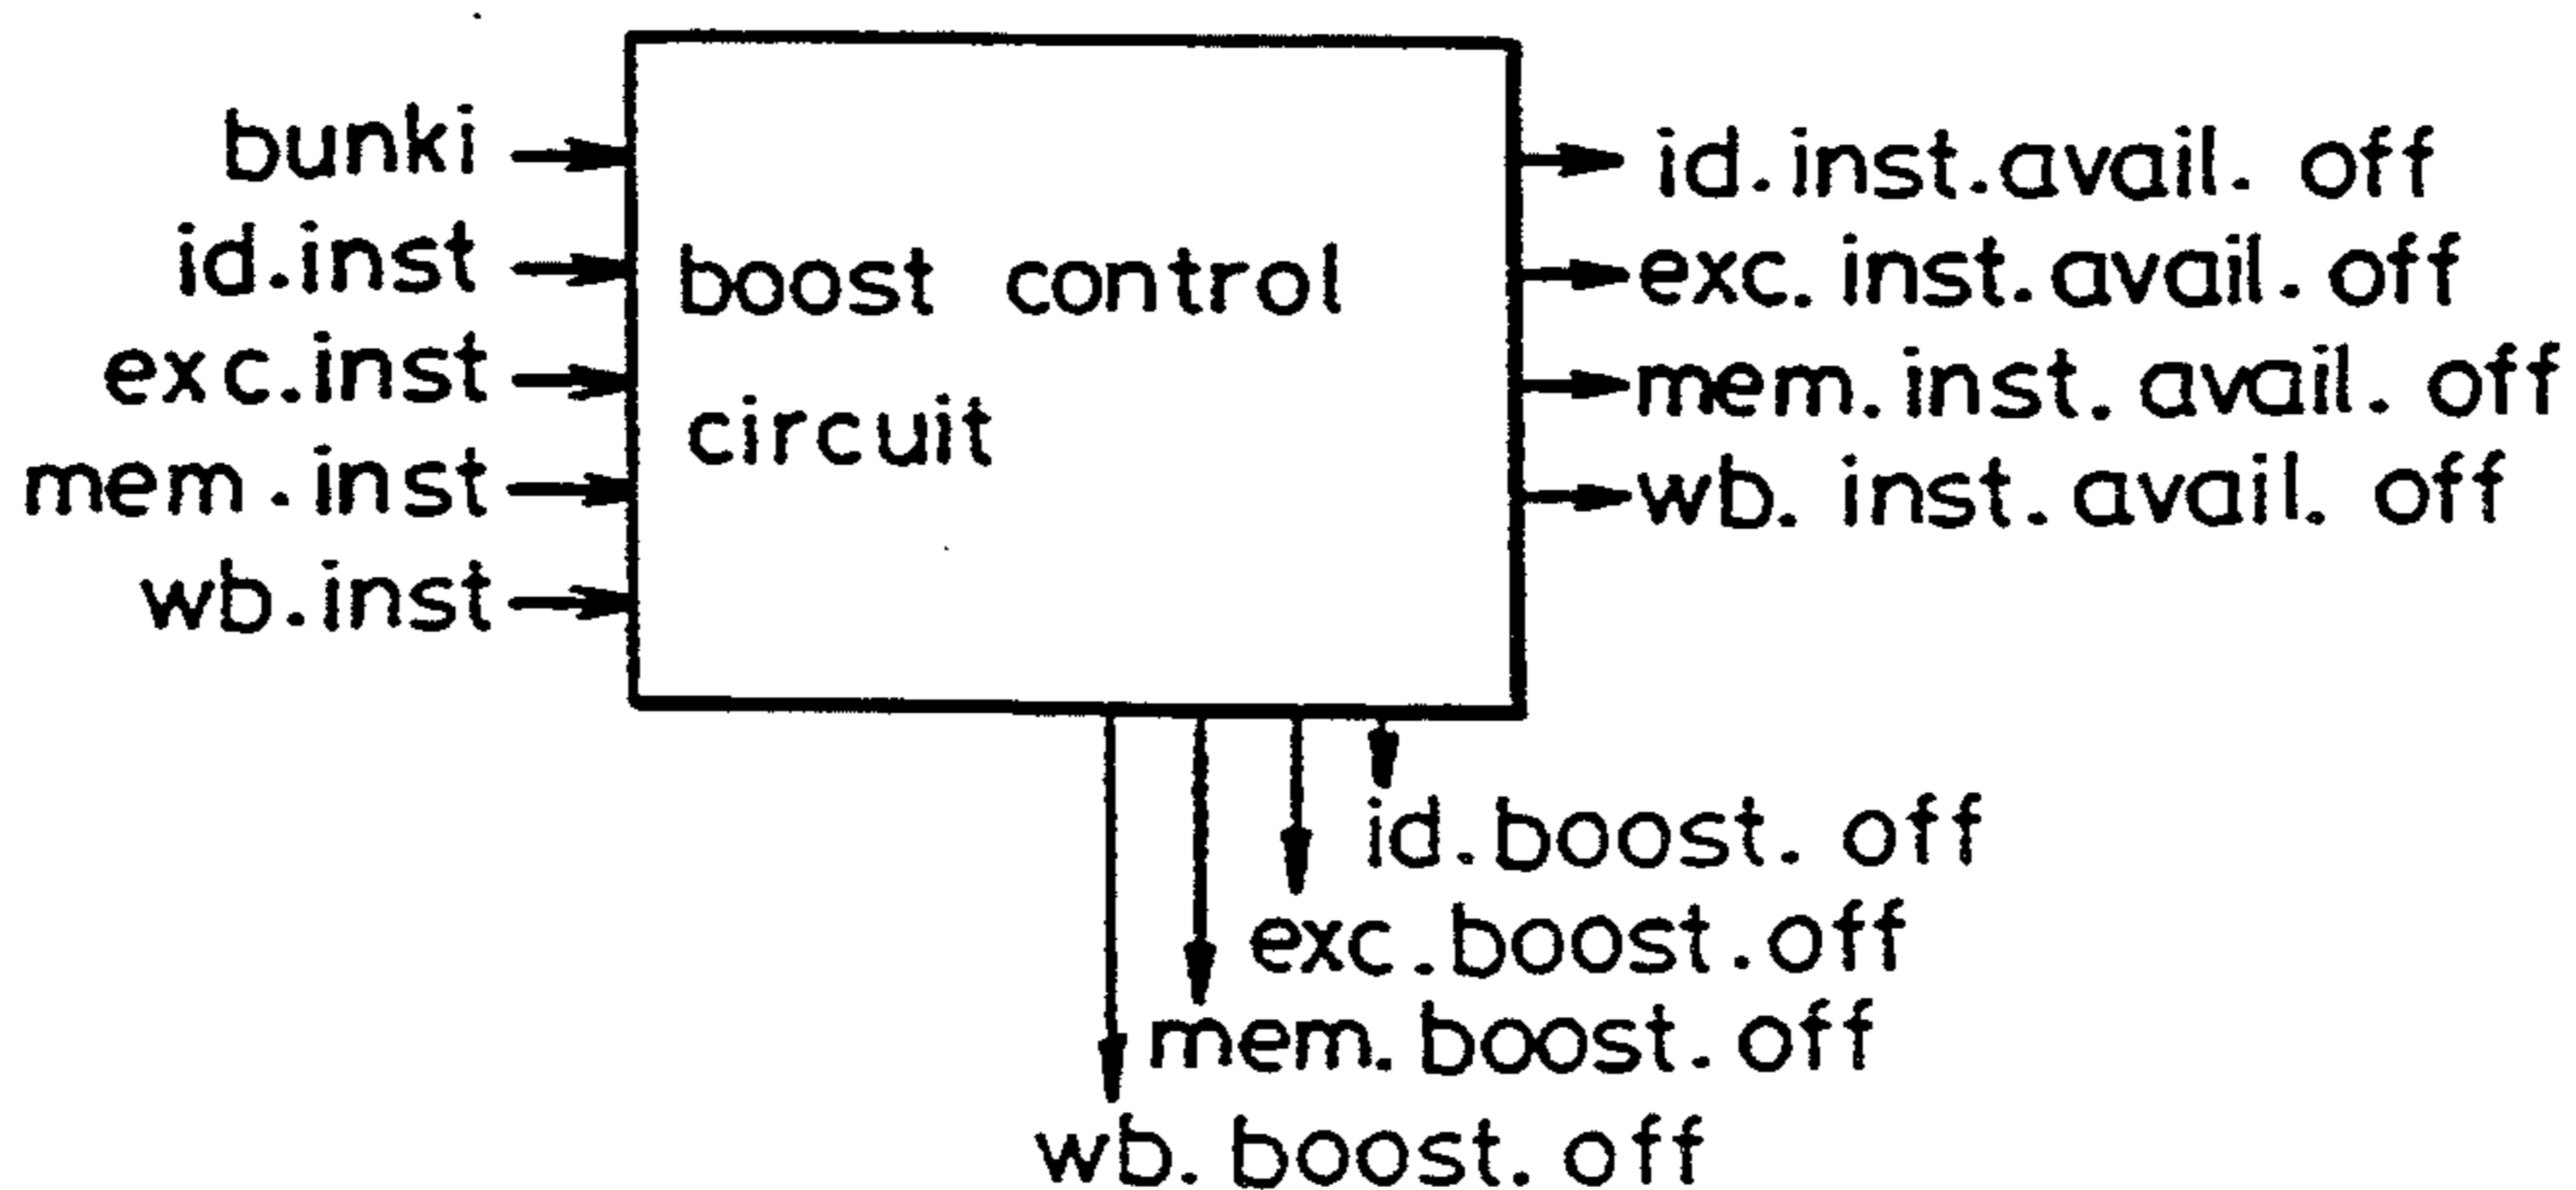 bunki
id.inst
exc.inst
mem.inst
wb.inst
boost control
circuit
id.inst.avail. off
exc. inst.avail. off
mem. inst. avail. off
wb. inst. avail. off
id.boost. off
exc.boost.off
mem. boost. off
wb. boost. off